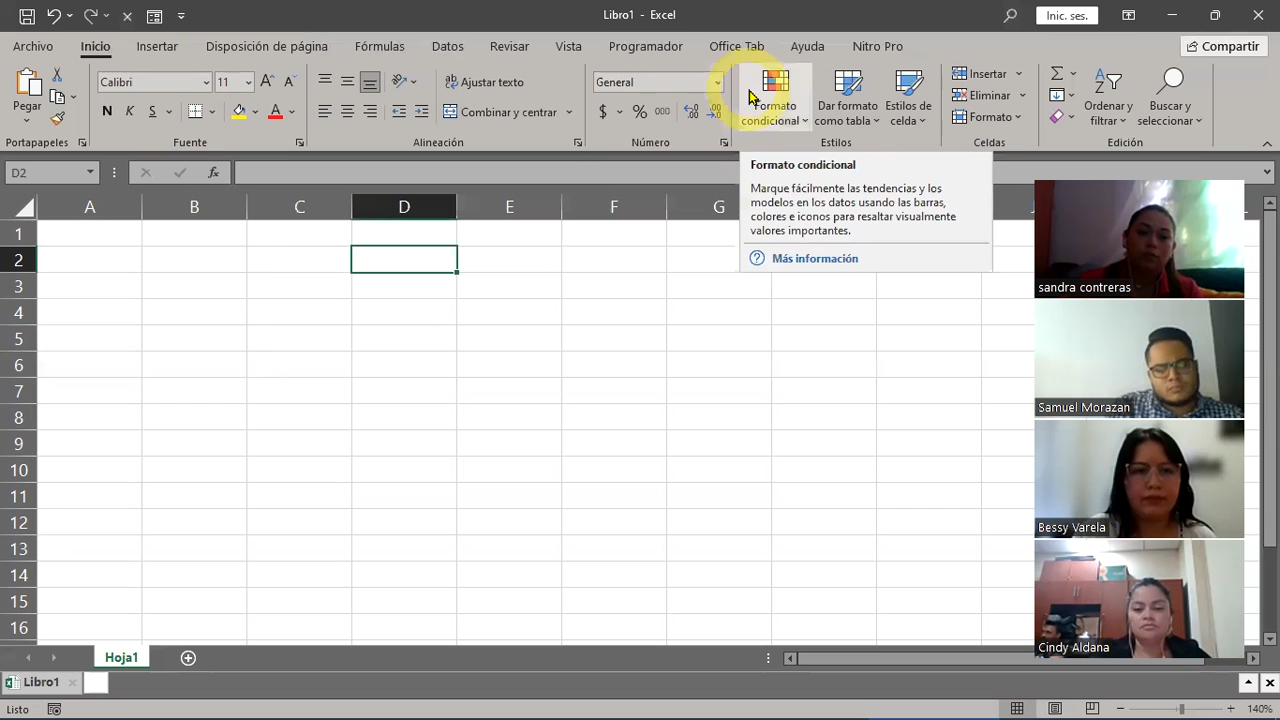 Libro1 - Excel
Inic. ses.
Archivo
Inicio
Insertar
Disposición de página
Fórmulas
Datos
Revisar
Vista
Programador
Office Tab
Ayuda
Nitro Pro
Compartir
Pegar
Calibri
11
N K S
Ajustar texto
Combinar y centrar
General
$ % 000
Formato
condicional
Dar formato
como tabla
Estilos de
celda
Insertar
Eliminar
Formato
Ordenar y
filtrar
Buscar y
seleccionar
Portapapeles
Fuente
Alineación
Número
Estilos
Celdas
Edición
D2
fx
Formato condicional
Marque fácilmente las tendencias y los
modelos en los datos usando las barras,
colores e iconos para resaltar visualmente
valores importantes.
Más información
A B C D E F G
1
2
3
4
5
6
7
8
9
10
11
12
13
14
15
16
sandra contreras
Samuel Morazan
Bessy Varela
Cindy Aldana
Hoja1
Libro1
Listo
140%